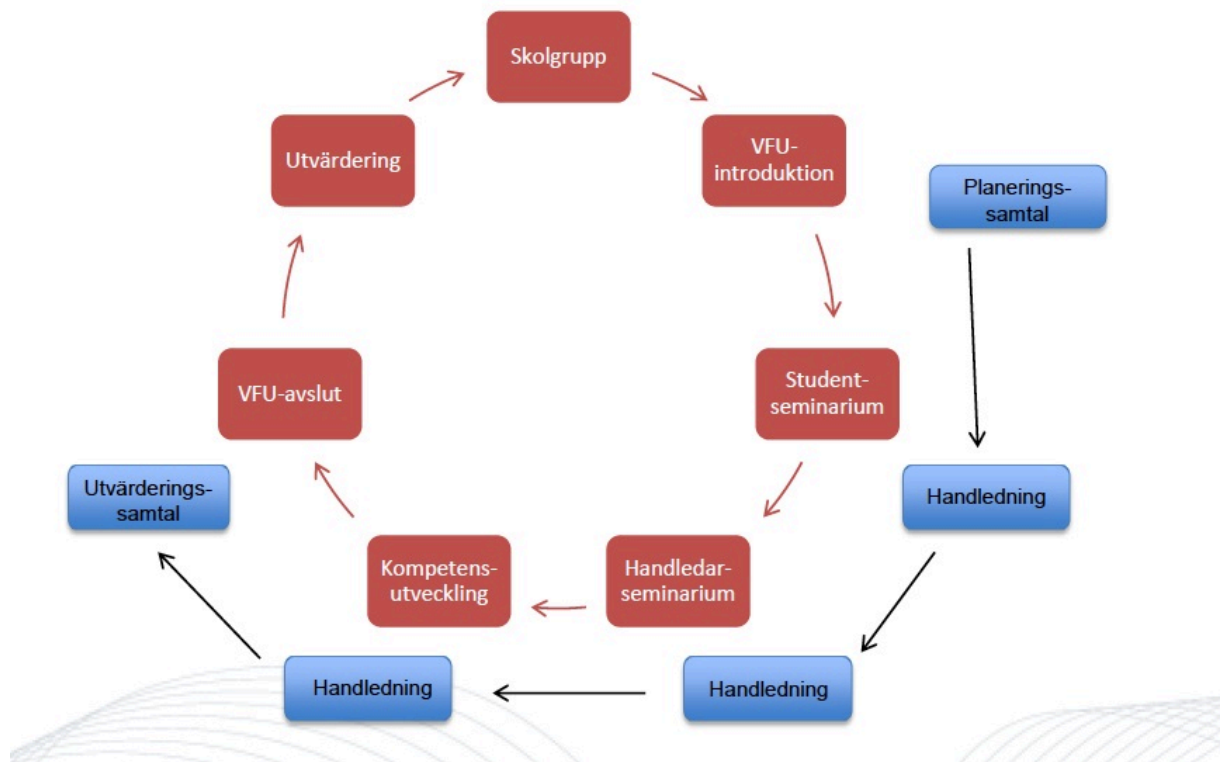 Skolgrupp
VFU-
introduktion
Utvärdering
Planerings-
samtal
Student-
seminarium
VFU-avslut
Utvärderings-
samtal
Handledning
Kompetens-
utveckling
Handledar-
seminarium
Handledning
Handledning